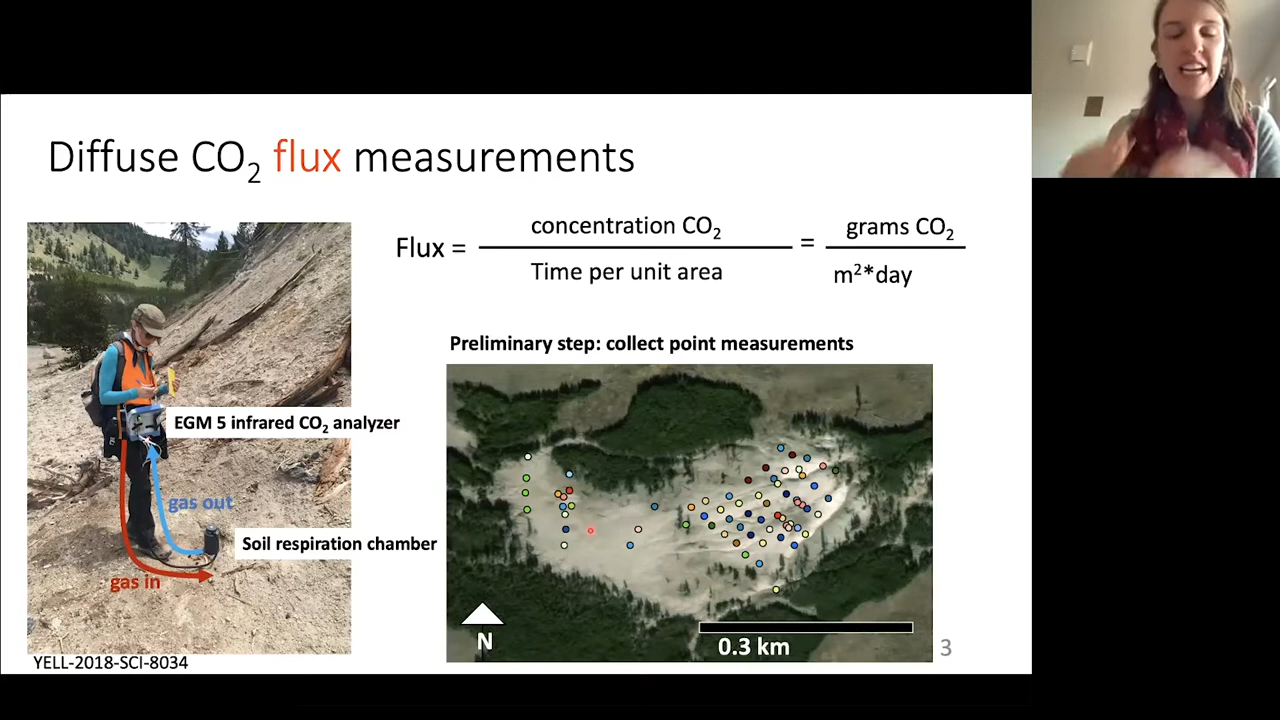 Diffuse CO₂ flux measurements
Flux = concentration CO₂ / Time per unit area = grams CO₂ / m²*day
Preliminary step: collect point measurements
EGM 5 infrared CO₂ analyzer
gas out
Soil respiration chamber
gas in
N
0.3 km
3
YELL-2018-SCI-8034